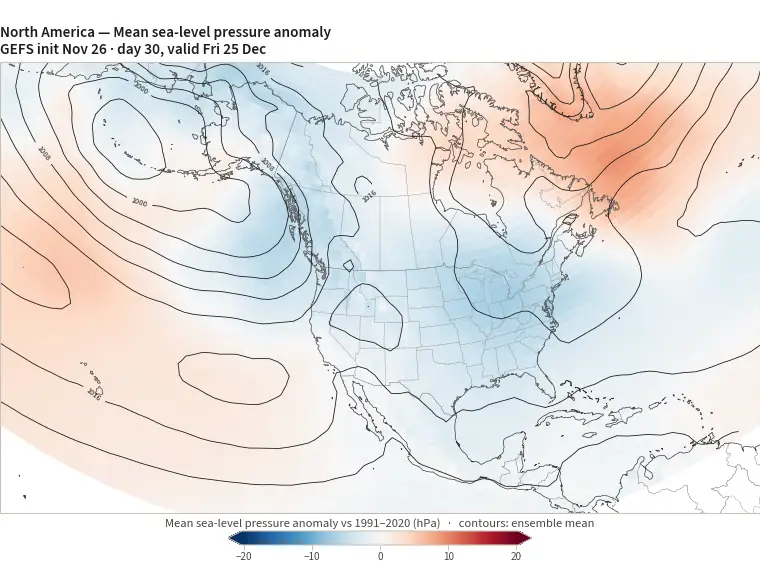 North America — Mean sea-level pressure anomaly
GEFS init Nov 26 · day 30, valid Fri 25 Dec
1016
1000
1008
1008
1016
1000
1016
Mean sea-level pressure anomaly vs 1991–2020 (hPa) · contours: ensemble mean
−20 −10 0 10 20